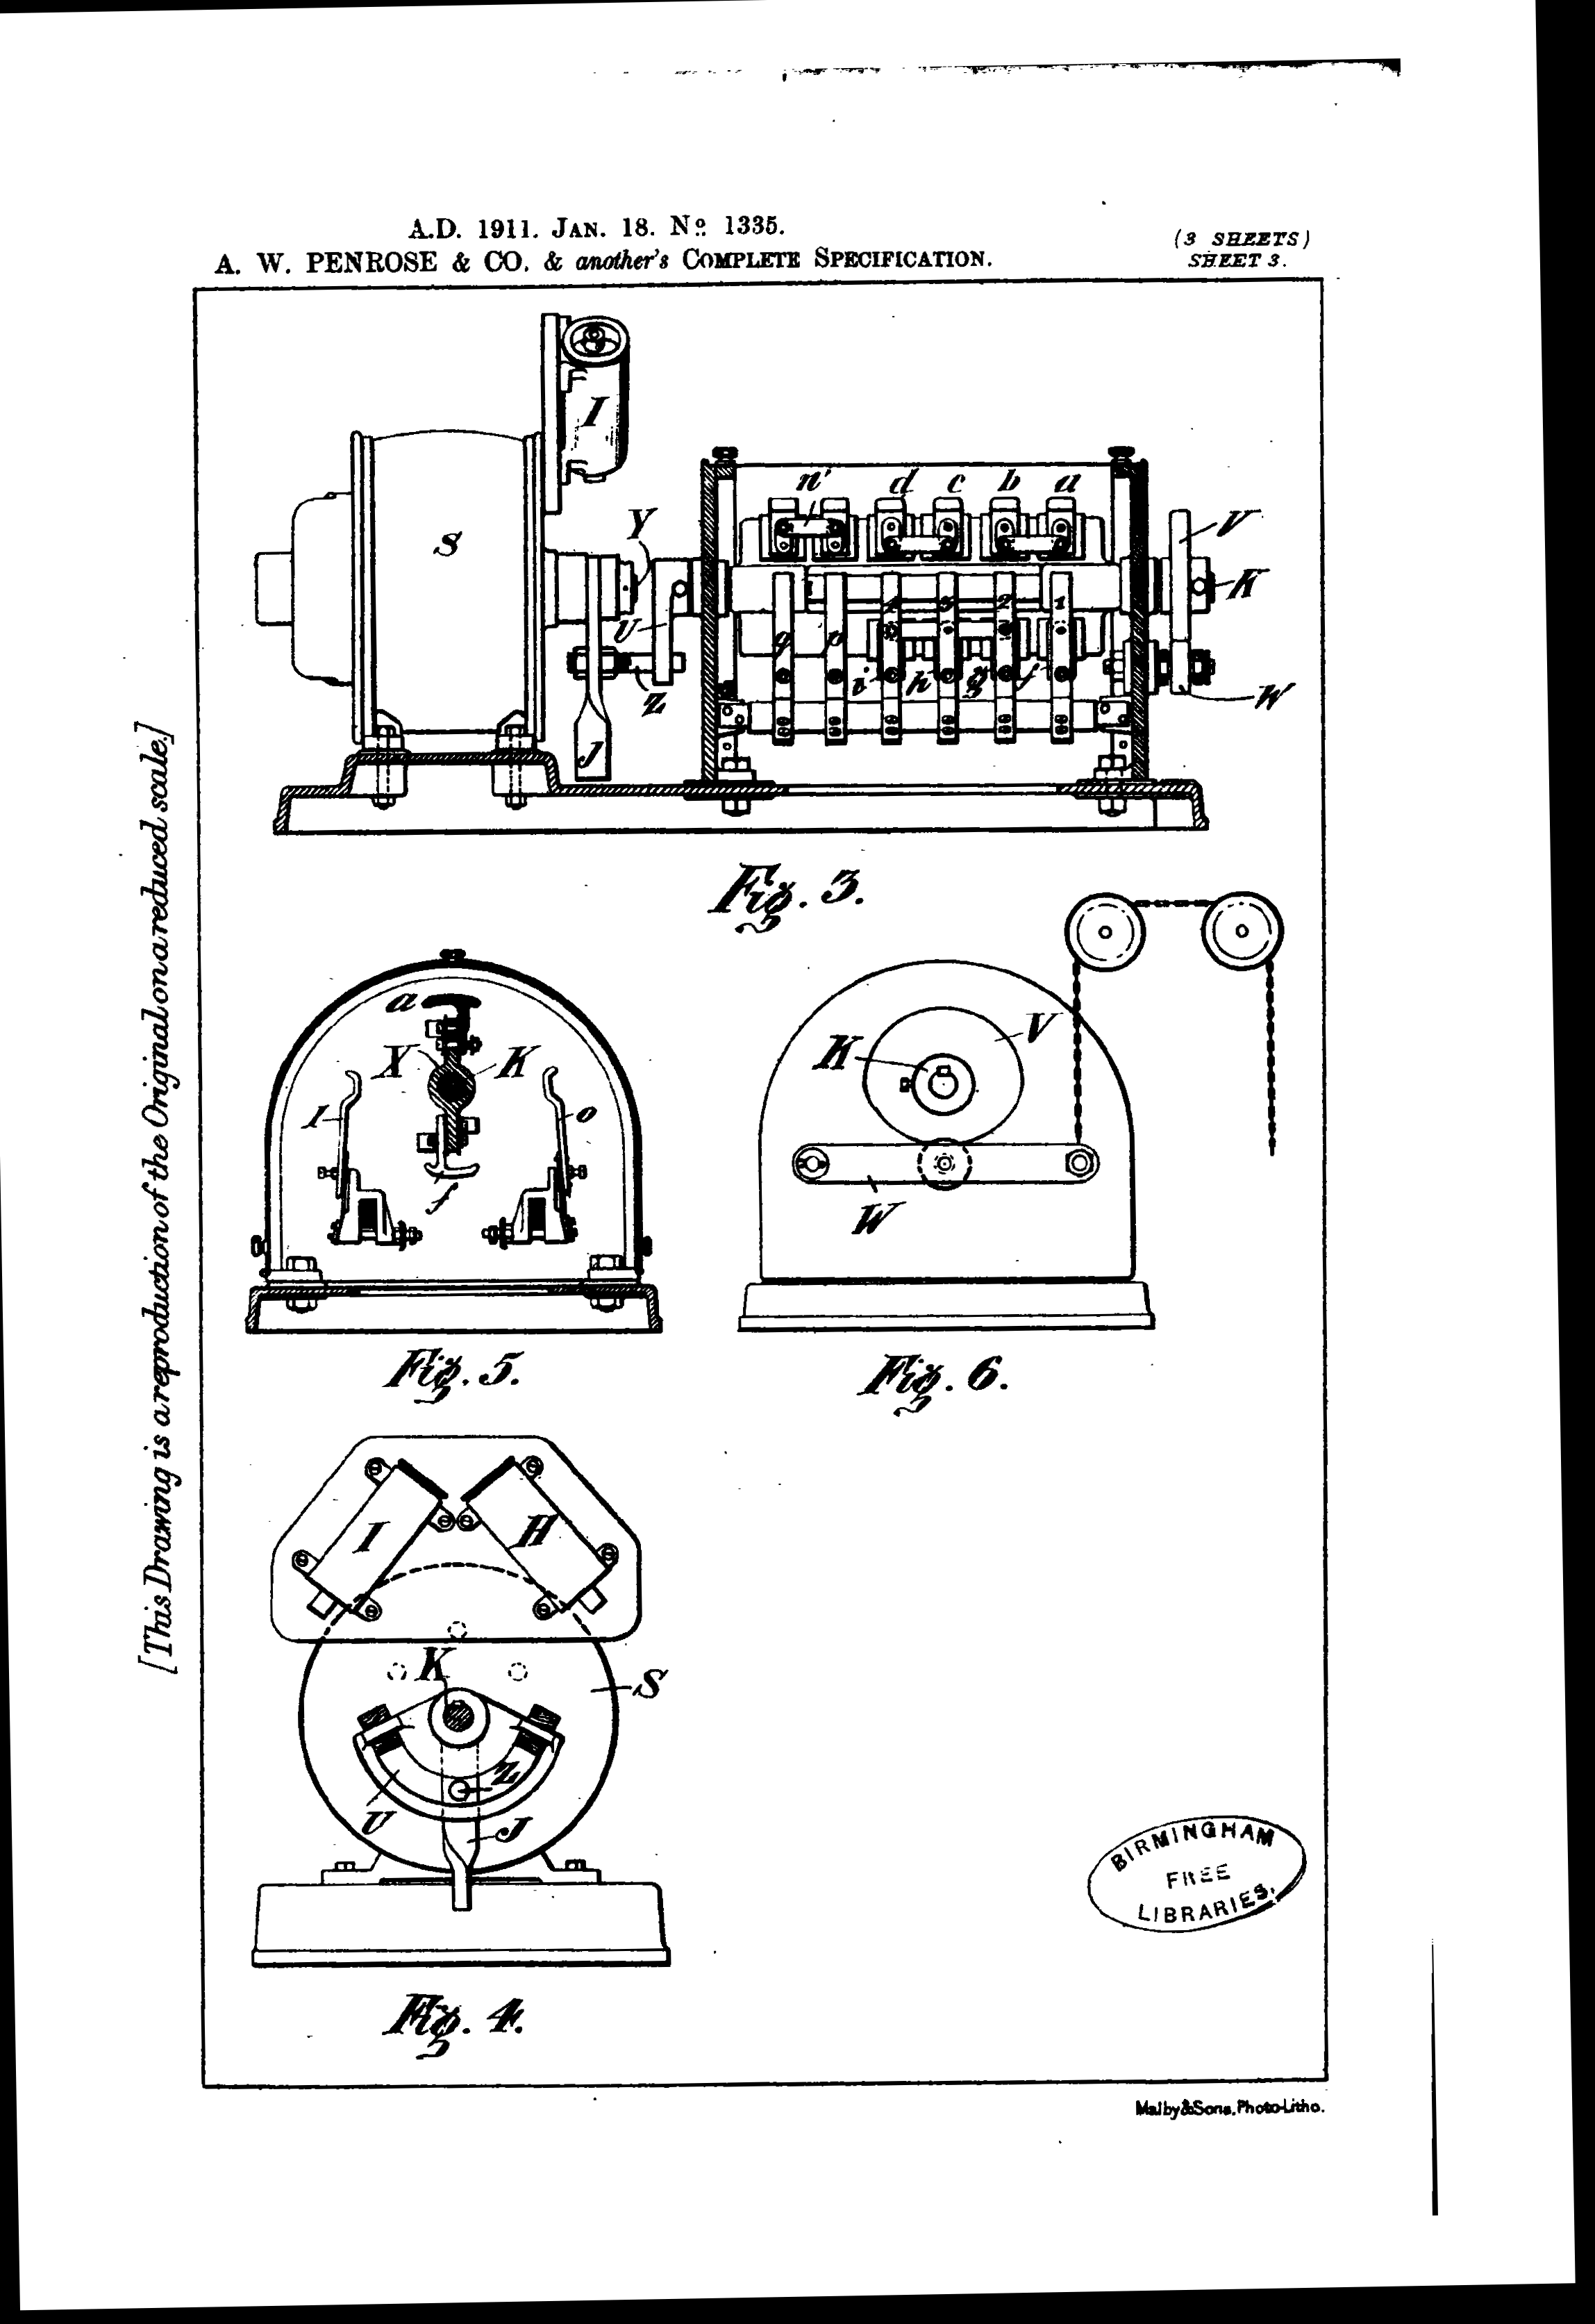 A.D. 1911. JAN. 18. No. 1335.
A. W. PENROSE & CO. & another's COMPLETE SPECIFICATION.
(3 SHEETS)
SHEET 3.
[This Drawing is a reproduction of the Original on a reduced scale.]
I
S
Y
U
Z
J
n' d c b a
V
K
W
4 3 2 1
q p
i h g f
Fig. 3.
a
X K
l o
f
Fig. 5.
K V
W
Fig. 6.
I H
K
S
Z
U
J
Fig. 4.
BIRMINGHAM
FREE
LIBRARIES.
Malby&Sons, Photo-Litho.